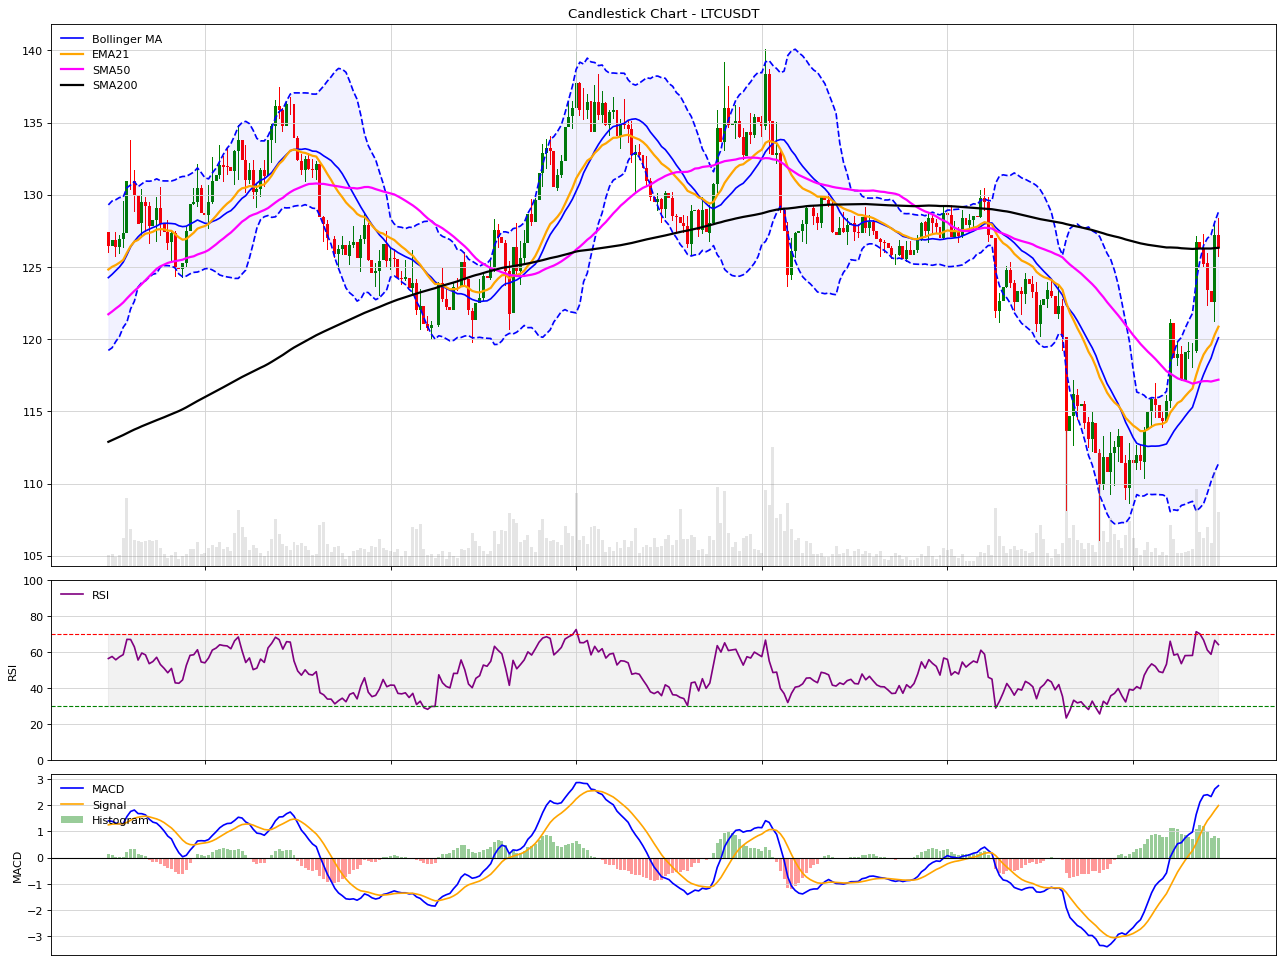 Candlestick Chart - LTCUSDT
Bollinger MA
EMA21
SMA50
SMA200
140
135
130
125
120
115
110
105
RSI
100
80
60
40
20
0
RSI
MACD
Signal
Histogram
3
2
1
0
−1
−2
−3
MACD